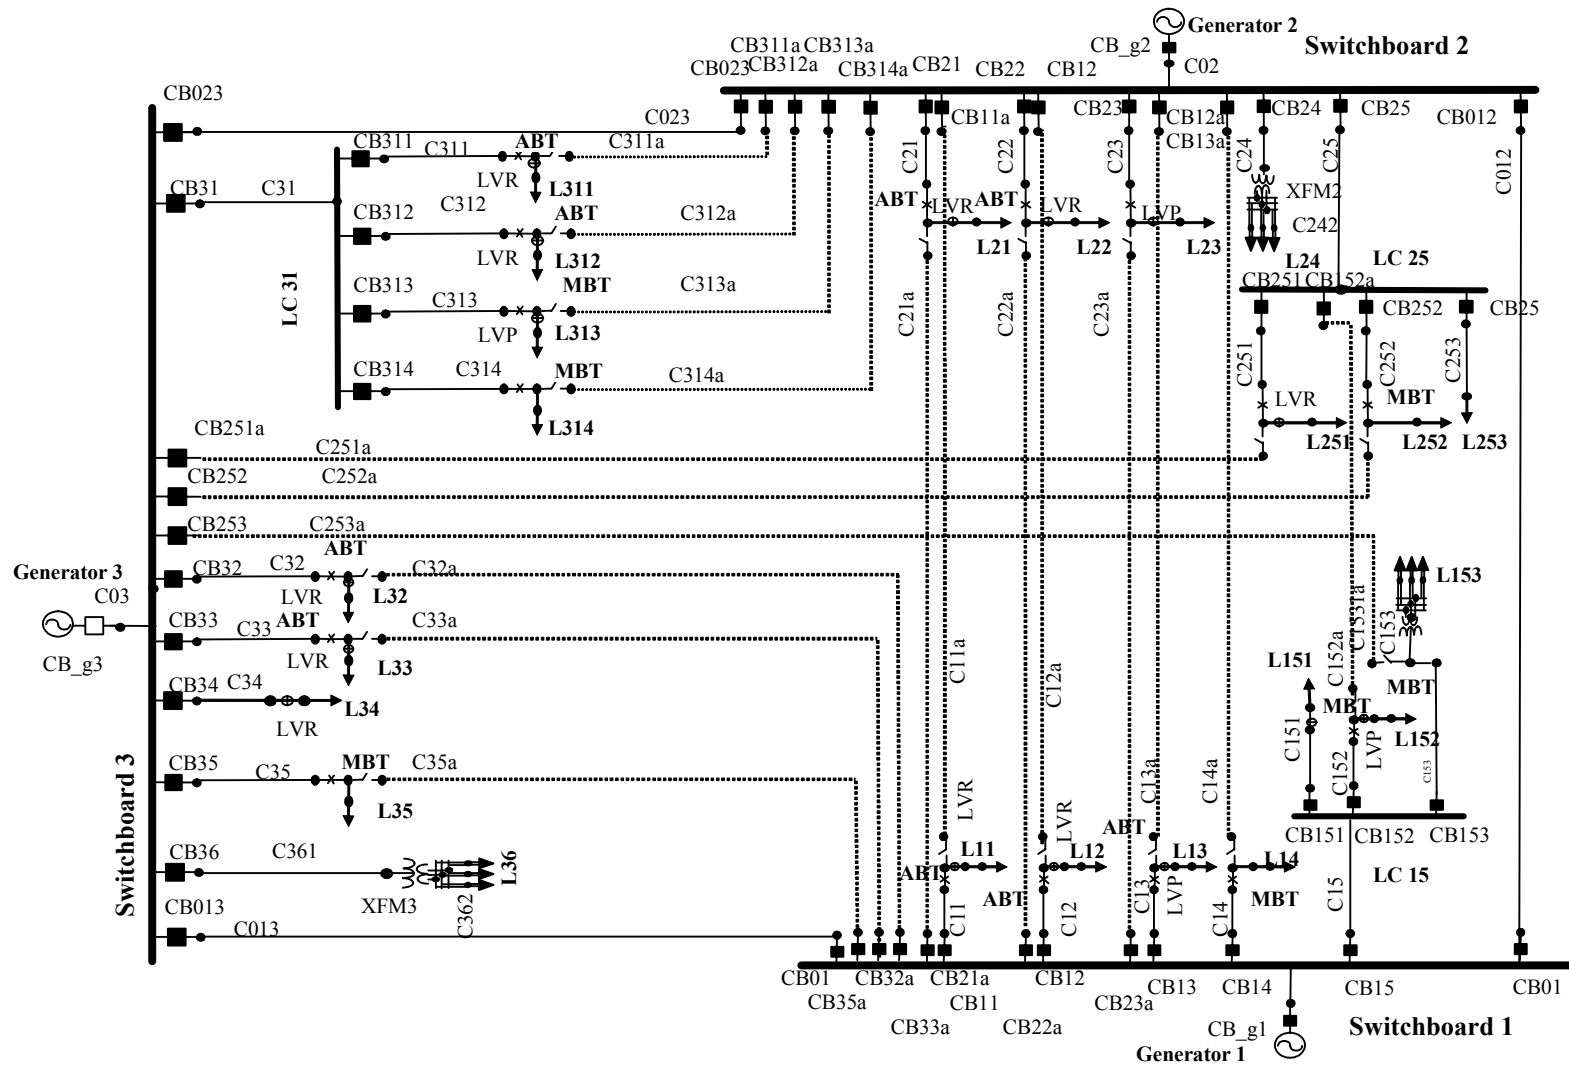 Generator 2
CB311a CB313a
CB_g2
Switchboard 2
CB023 CB312a CB314a CB21 CB22 CB12 C02
CB023
C023
CB11a
CB23
CB12a
CB13a
CB24
CB25
CB012
CB311
C311
ABT
C311a
C21
C22
C23
C24
C25
C012
CB31
C31
LVR
L311
XFM2
C242
CB312
C312
ABT
C312a
ABT
LVR
ABT
LVR
LVP
LVR
L312
L21
L22
L23
L24
LC 25
LC 31
CB313
C313
MBT
C313a
C21a
C22a
C23a
CB251
CB152a
CB252
CB25
LVP
L313
CB314
C314
MBT
C314a
C251
C252
C253
L314
LVR
MBT
L251
L252
L253
CB251a
C251a
CB252
C252a
CB253
C253a
ABT
Generator 3
C03
CB_g3
CB32
C32
C32a
LVR
L32
ABT
CB33
C33
C33a
LVR
L33
CB34
C34
L34
LVR
L153
C1531a
C153
C152a
C11a
C12a
L151
MBT
MBT
C151
L152
LVP
C152
C153
Switchboard 3
CB35
C35
MBT
C35a
L35
C13a
C14a
LVR
LVR
ABT
CB151
CB152
CB153
LC 15
CB36
C361
L36
XFM3
C362
L11
L12
L13
L14
ABT
ABT
LVP
MBT
C11
C12
C13
C14
C15
CB013
C013
CB01
CB35a
CB32a
CB33a
CB21a
CB11
CB12
CB22a
CB23a
CB13
CB14
CB15
CB01
CB_g1
Switchboard 1
Generator 1